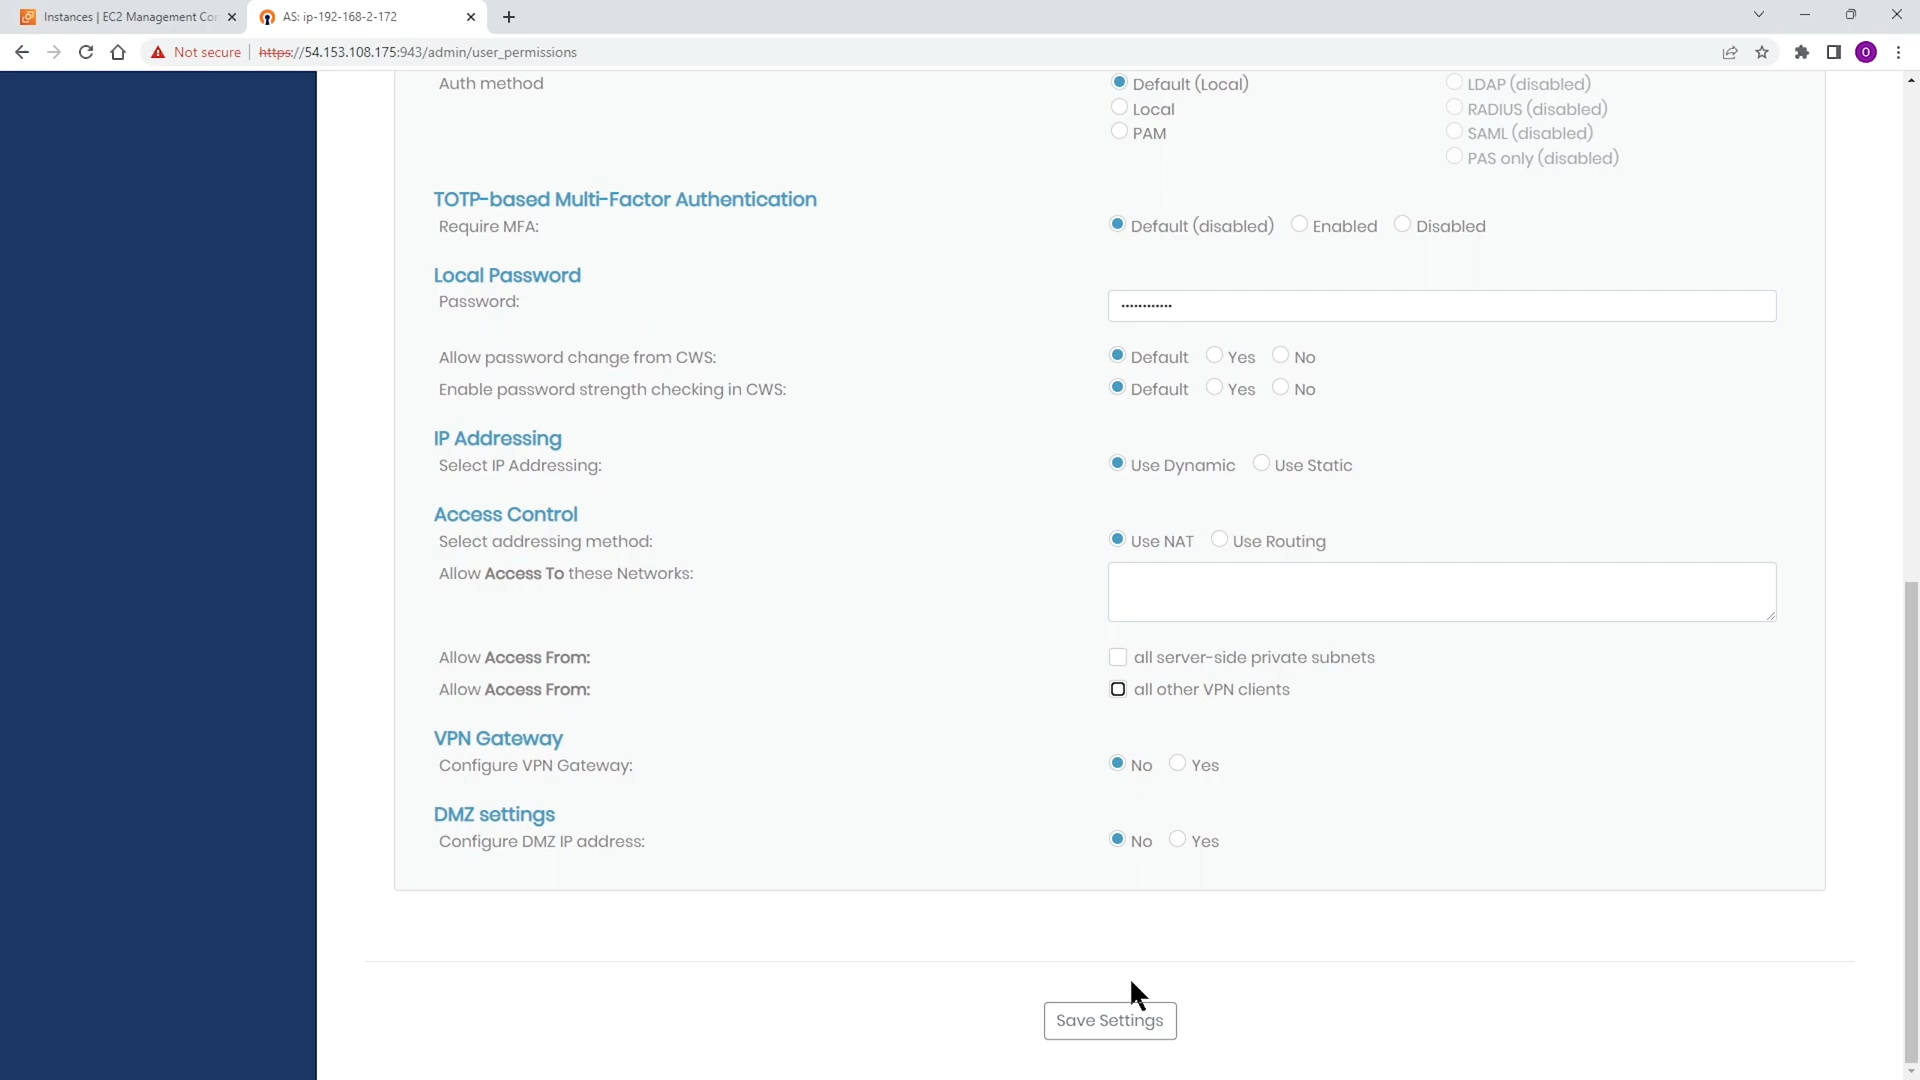 Instances | EC2 Management Cor
AS: ip-192-168-2-172
Not secure | https://54.153.108.175:943/admin/user_permissions
O
Auth method
Default (Local)
LDAP (disabled)
Local
RADIUS (disabled)
PAM
SAML (disabled)
PAS only (disabled)
TOTP-based Multi-Factor Authentication
Require MFA:
Default (disabled) Enabled Disabled
Local Password
Password:
••••••••••••
Allow password change from CWS:
Default Yes No
Enable password strength checking in CWS:
Default Yes No
IP Addressing
Select IP Addressing:
Use Dynamic Use Static
Access Control
Select addressing method:
Use NAT Use Routing
Allow Access To these Networks:
Allow Access From:
all server-side private subnets
Allow Access From:
all other VPN clients
VPN Gateway
Configure VPN Gateway:
No Yes
DMZ settings
Configure DMZ IP address:
No Yes
Save Settings